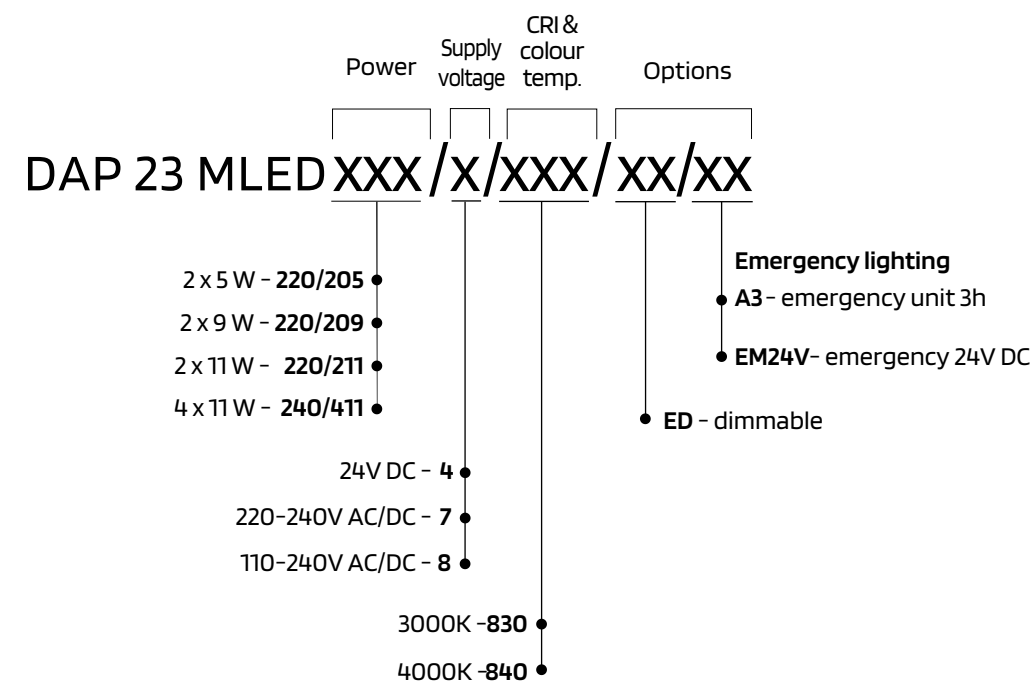 CRI &
Supply colour
Power voltage temp. Options
DAP 23 MLED xxx / x / xxx / xx / xx
Emergency lighting
2 x 5 W - 220/205
A3 - emergency unit 3h
2 x 9 W - 220/209
EM24V- emergency 24V DC
2 x 11 W - 220/211
4 x 11 W - 240/411
ED - dimmable
24V DC - 4
220-240V AC/DC - 7
110-240V AC/DC - 8
3000K -830
4000K -840